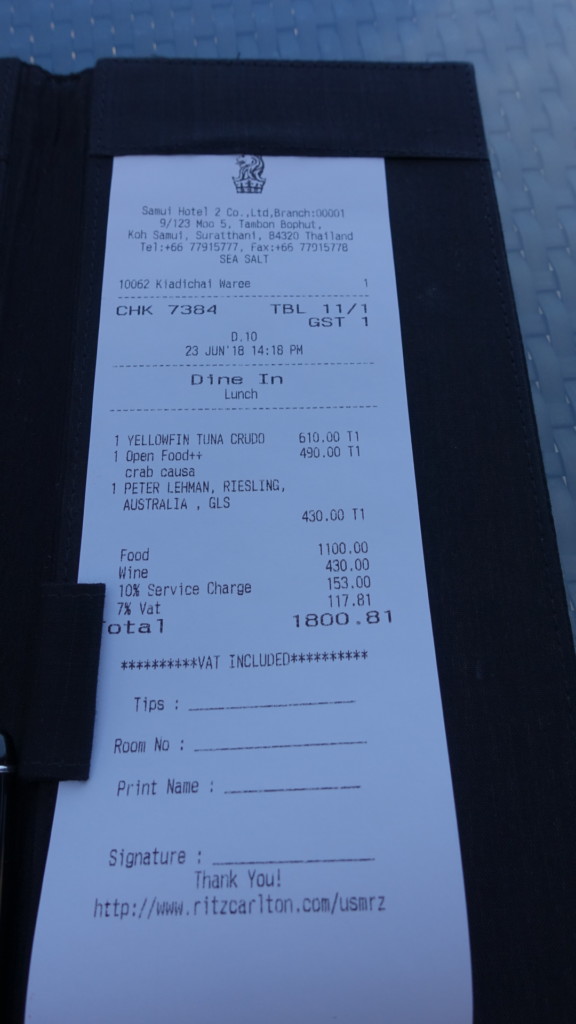 Samui Hotel 2 Co.,Ltd,Branch:00001
9/123 Moo 5, Tambon Bophut,
Koh Samui, Suratthani, 84320 Thailand
Tel:+66 77915777, Fax:+66 77915778
SEA SALT
10062 Kiadichai Waroe 1
CHK 7384 TBL 11/1
GST 1
D.10
23 JUN'18 14:18 PM
Dine In
Lunch
1 YELLOWFIN TUNA CRUDO 610.00 T1
1 Open Food++ 490.00 T1
crab causa
1 PETER LEHMAN, RIESLING,
AUSTRALIA , GLS
430.00 T1
Food 1100.00
Wine 430.00
10% Service Charge 153.00
7% Vat 117.81
otal 1800.81
**********VAT INCLUDED**********
Tips : ____________________
Room No : ____________________
Print Name : ________________
Signature : ____________________
Thank You!
http://www.ritzcarlton.com/usmrz